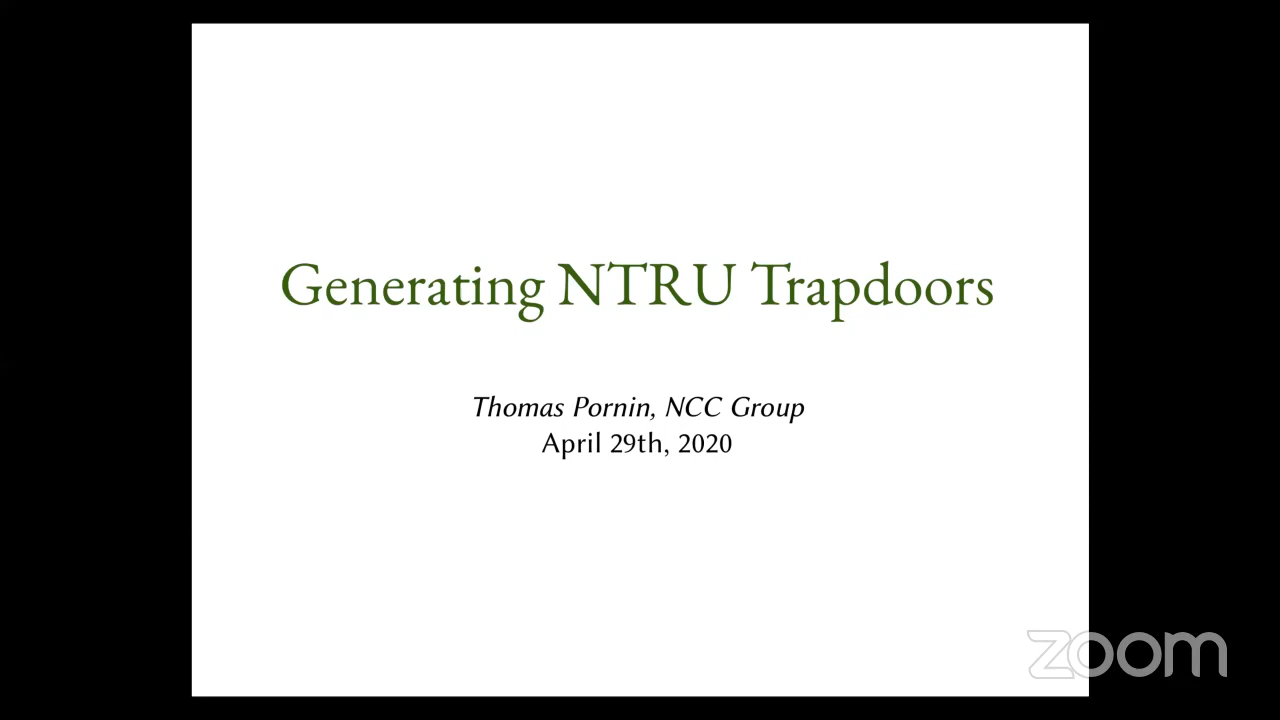 Generating NTRU Trapdoors
Thomas Pornin, NCC Group
April 29th, 2020
zoom